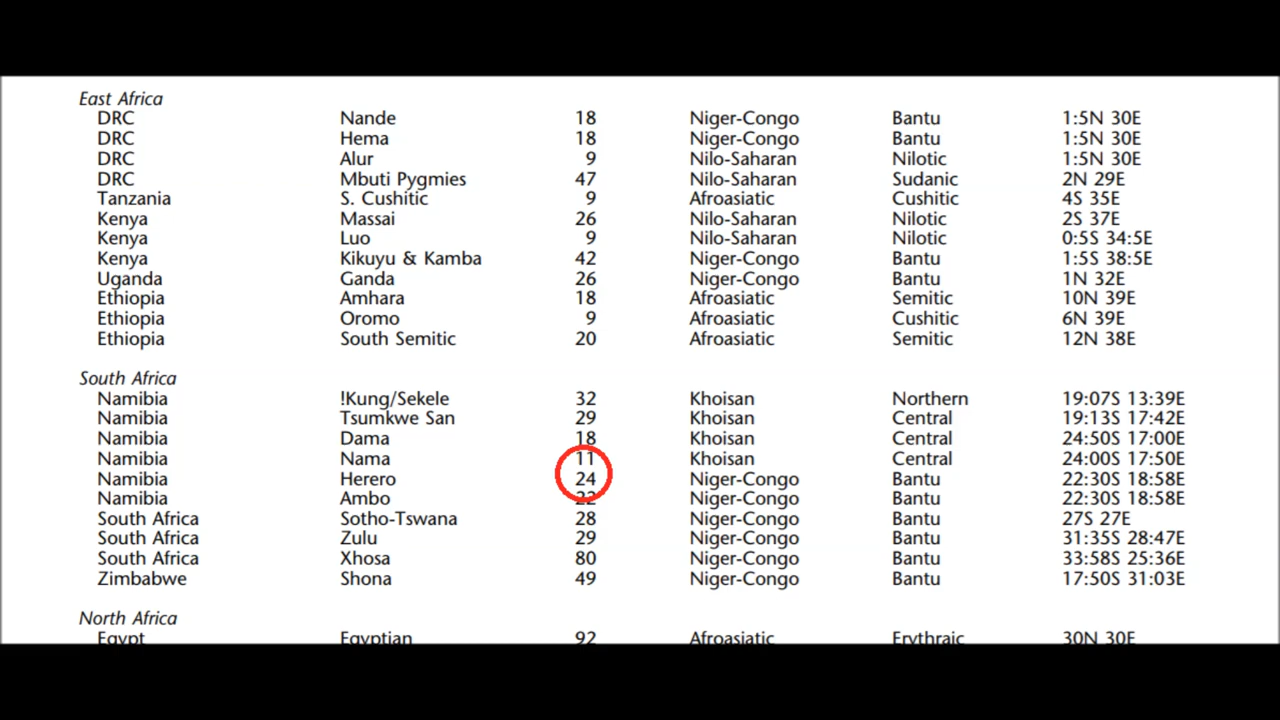 East Africa
DRC Nande 18 Niger-Congo Bantu 1:5N 30E
DRC Hema 18 Niger-Congo Bantu 1:5N 30E
DRC Alur 9 Nilo-Saharan Nilotic 1:5N 30E
DRC Mbuti Pygmies 47 Nilo-Saharan Sudanic 2N 29E
Tanzania S. Cushitic 9 Afroasiatic Cushitic 4S 35E
Kenya Massai 26 Nilo-Saharan Nilotic 2S 37E
Kenya Luo 9 Nilo-Saharan Nilotic 0:5S 34:5E
Kenya Kikuyu & Kamba 42 Niger-Congo Bantu 1:5S 38:5E
Uganda Ganda 26 Niger-Congo Bantu 1N 32E
Ethiopia Amhara 18 Afroasiatic Semitic 10N 39E
Ethiopia Oromo 9 Afroasiatic Cushitic 6N 39E
Ethiopia South Semitic 20 Afroasiatic Semitic 12N 38E
South Africa
Namibia !Kung/Sekele 32 Khoisan Northern 19:07S 13:39E
Namibia Tsumkwe San 29 Khoisan Central 19:13S 17:42E
Namibia Dama 18 Khoisan Central 24:50S 17:00E
Namibia Nama 11 Khoisan Central 24:00S 17:50E
Namibia Herero 24 Niger-Congo Bantu 22:30S 18:58E
Namibia Ambo 22 Niger-Congo Bantu 22:30S 18:58E
South Africa Sotho-Tswana 28 Niger-Congo Bantu 27S 27E
South Africa Zulu 29 Niger-Congo Bantu 31:35S 28:47E
South Africa Xhosa 80 Niger-Congo Bantu 33:58S 25:36E
Zimbabwe Shona 49 Niger-Congo Bantu 17:50S 31:03E
North Africa
Egypt Egyptian 92 Afroasiatic Erythraic 30N 30E